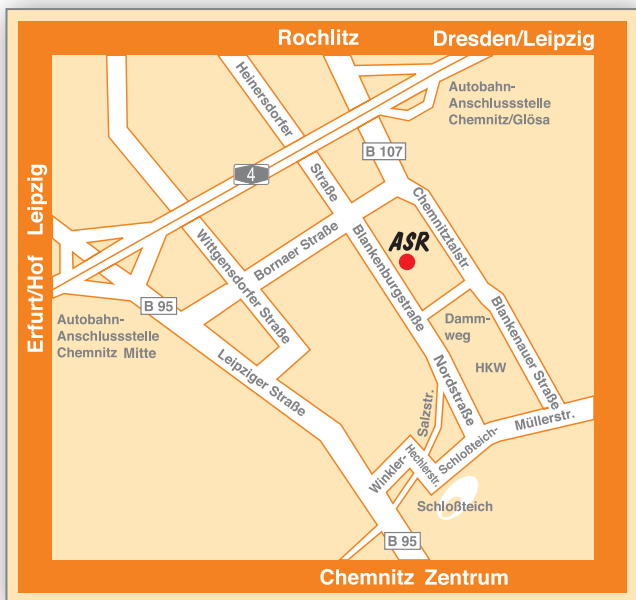 Rochlitz
Dresden/Leipzig
Heinersdorfer
Straße
Autobahn-
Anschlussstelle
Chemnitz/Glösa
B 107
4
Erfurt/Hof Leipzig
Chemnitztalstr.
Wittgensdorfer Straße
Bornaer Straße
Blankenburgstraße
ASR
B 95
Autobahn-
Anschlussstelle
Chemnitz Mitte
Damm-
weg
Blankenauer Straße
HKW
Leipziger Straße
Nordstraße
Salzstr.
Müllerstr.
Schloßteich-
Hechlerstr.
Winkler-
Schloßteich
B 95
Chemnitz Zentrum